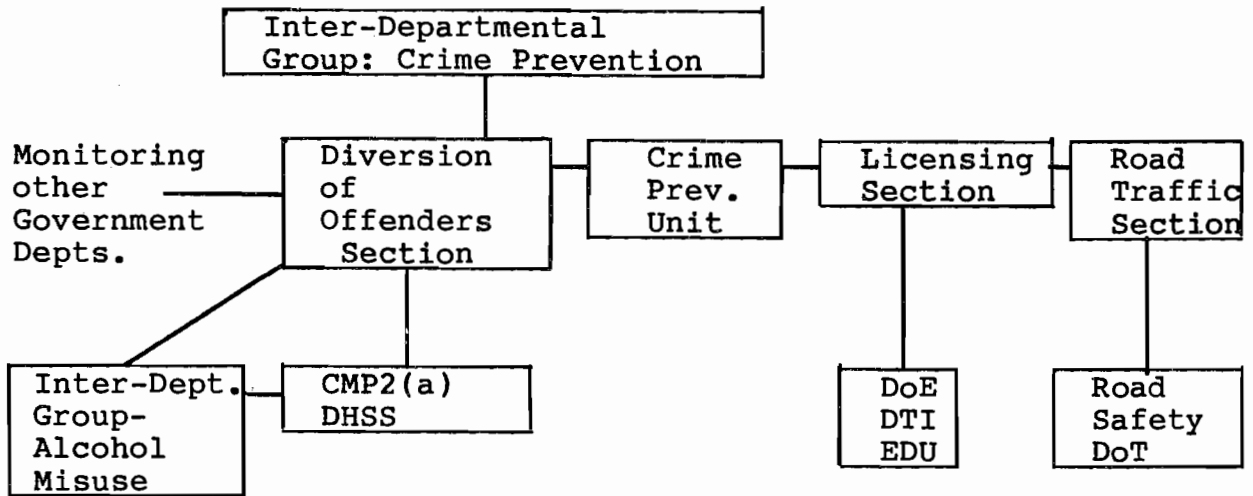 Inter-Departmental
Group: Crime Prevention
Monitoring
other
Government
Depts.
Diversion
of
Offenders
Section
Crime
Prev.
Unit
Licensing
Section
Road
Traffic
Section
Inter-Dept.
Group-
Alcohol
Misuse
CMP2(a)
DHSS
DoE
DTI
EDU
Road
Safety
DoT